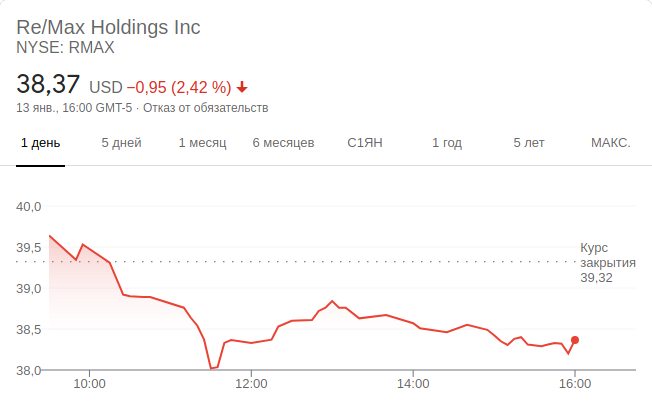 Re/Max Holdings Inc
NYSE: RMAX
38,37 USD −0,95 (2,42 %)
13 янв., 16:00 GMT-5 · Отказ от обязательств
1 день 5 дней 1 месяц 6 месяцев С1ЯН 1 год 5 лет МАКС.
40,0
39,5
39,0
38,5
38,0
Курс
закрытия
39,32
10:00 12:00 14:00 16:00